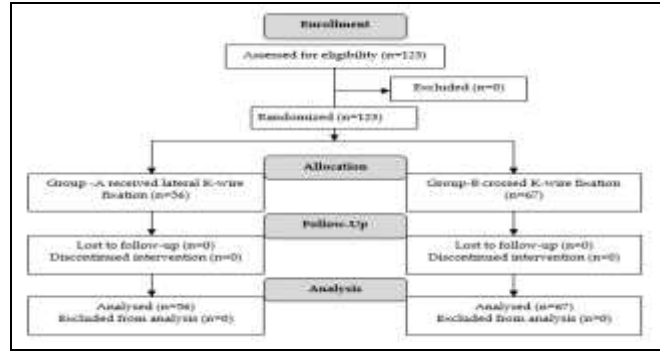 Enrollment
Assessed for eligibility (n=123)
Excluded (n=0)
Randomized (n=123)
Allocation
Group -A received lateral K-wire
fixation (n=56)
Group-B crossed K-wire fixation
(n=67)
Follow-Up
Lost to follow-up (n=0)
Discontinued intervention (n=0)
Lost to follow-up (n=0)
Discontinued intervention (n=0)
Analysis
Analysed (n=56)
Excluded from analysis (n=0)
Analysed (n=67)
Excluded from analysis (n=0)